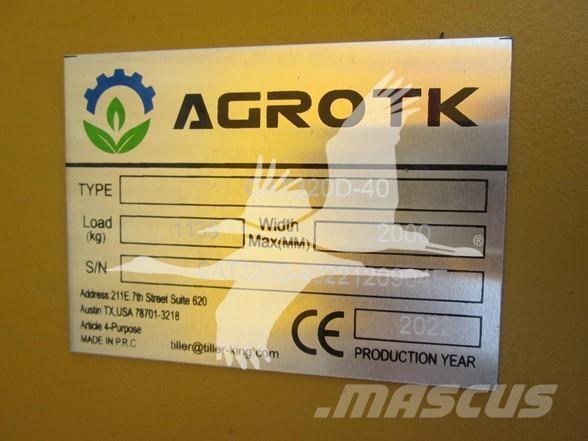 AGROTK
TYPE 20D-40
Load (kg) Width Max(MM) 2000 ®
S/N
Address:211E.7th Street Suite 620
Austin TX,USA 78701-3218
Article 4-Purpose
MADE IN P.R.C
tiller@tiller-king.com
CE
2022
PRODUCTION YEAR
MASCUS